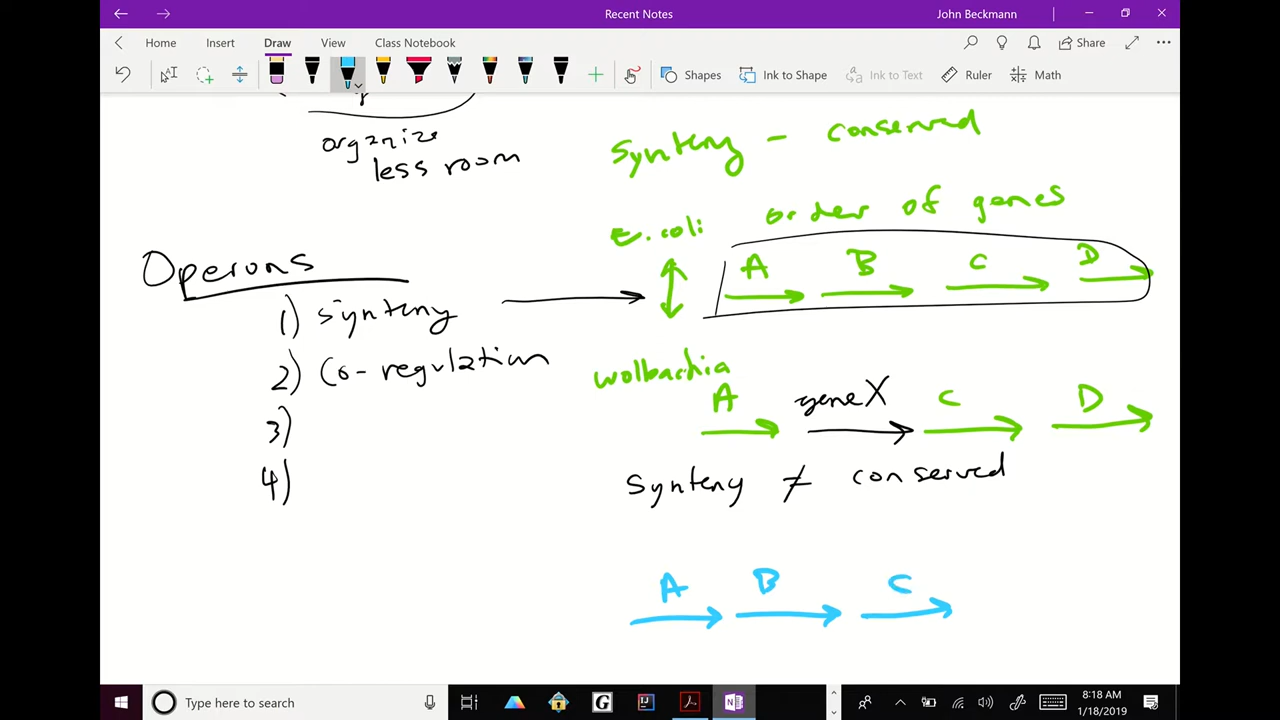 Recent Notes
John Beckmann
Home
Insert
Draw
View
Class Notebook
Share
Shapes
Ink to Shape
Ink to Text
Ruler
Math
organize
less room
Synteny - conserved
order of genes
E. coli
A B C D
Operons
1) synteny
2) Co-regulation
3)
4)
wolbachia
A gene X C D
Synteny ≠ conserved
A B C
Type here to search
8:18 AM
1/18/2019